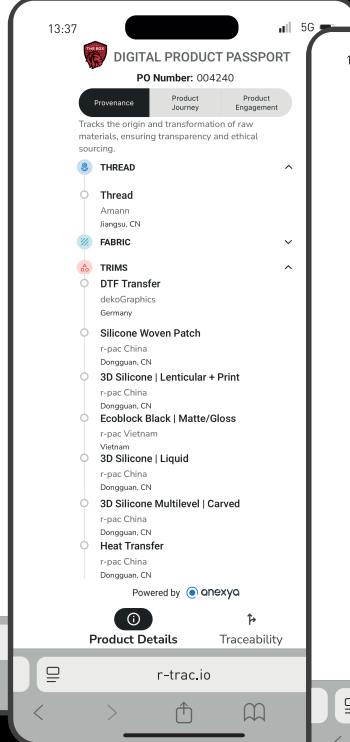 13:37
5G
THE BOX
DIGITAL PRODUCT PASSPORT
PO Number: 004240
Provenance
Product Journey
Product Engagement
Tracks the origin and transformation of raw
materials, ensuring transparency and ethical
sourcing.
THREAD
Thread
Amann
Jiangsu, CN
FABRIC
TRIMS
DTF Transfer
dekoGraphics
Germany
Silicone Woven Patch
r-pac China
Dongguan, CN
3D Silicone | Lenticular + Print
r-pac China
Dongguan, CN
Ecoblock Black | Matte/Gloss
r-pac Vietnam
Vietnam
3D Silicone | Liquid
r-pac China
Dongguan, CN
3D Silicone Multilevel | Carved
r-pac China
Dongguan, CN
Heat Transfer
r-pac China
Dongguan, CN
Powered by anexya
Product Details
Traceability
r-trac.io